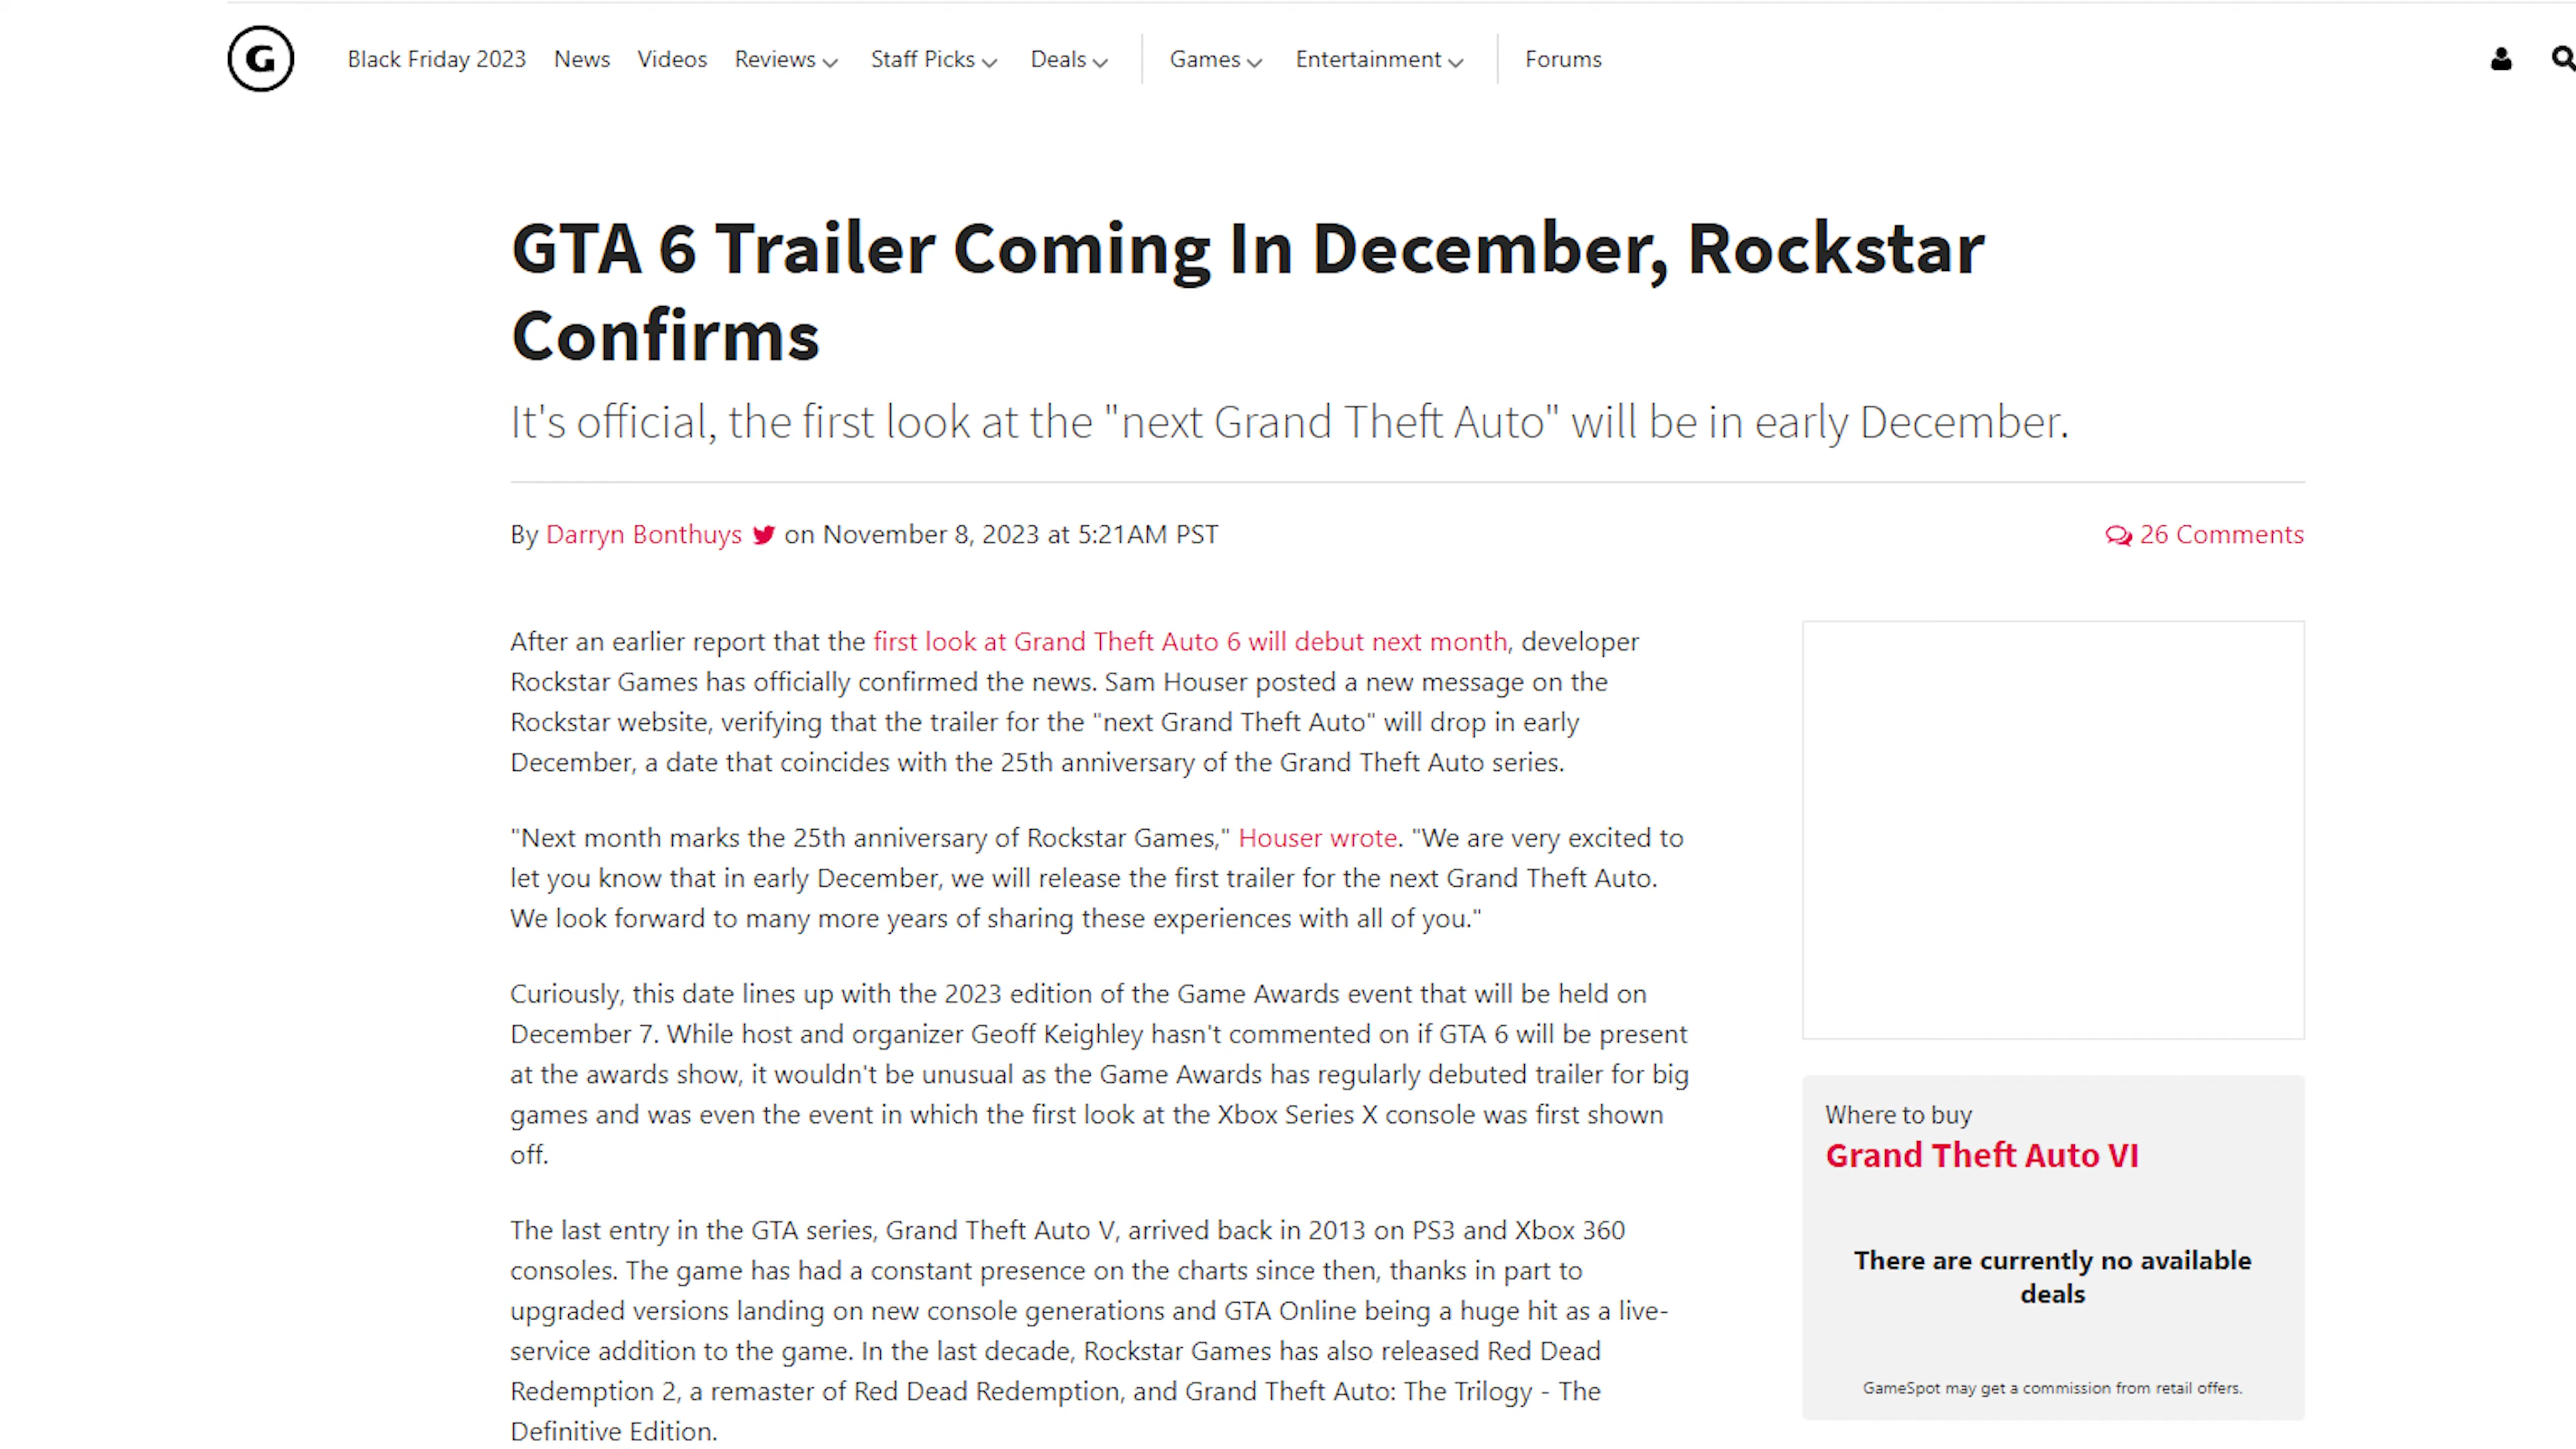 G
Black Friday 2023 News Videos Reviews Staff Picks Deals Games Entertainment Forums
GTA 6 Trailer Coming In December, Rockstar
Confirms
It's official, the first look at the "next Grand Theft Auto" will be in early December.
By Darryn Bonthuys on November 8, 2023 at 5:21AM PST
26 Comments
After an earlier report that the first look at Grand Theft Auto 6 will debut next month, developer
Rockstar Games has officially confirmed the news. Sam Houser posted a new message on the
Rockstar website, verifying that the trailer for the "next Grand Theft Auto" will drop in early
December, a date that coincides with the 25th anniversary of the Grand Theft Auto series.
"Next month marks the 25th anniversary of Rockstar Games," Houser wrote. "We are very excited to
let you know that in early December, we will release the first trailer for the next Grand Theft Auto.
We look forward to many more years of sharing these experiences with all of you."
Curiously, this date lines up with the 2023 edition of the Game Awards event that will be held on
December 7. While host and organizer Geoff Keighley hasn't commented on if GTA 6 will be present
at the awards show, it wouldn't be unusual as the Game Awards has regularly debuted trailer for big
games and was even the event in which the first look at the Xbox Series X console was first shown
off.
The last entry in the GTA series, Grand Theft Auto V, arrived back in 2013 on PS3 and Xbox 360
consoles. The game has had a constant presence on the charts since then, thanks in part to
upgraded versions landing on new console generations and GTA Online being a huge hit as a live-
service addition to the game. In the last decade, Rockstar Games has also released Red Dead
Redemption 2, a remaster of Red Dead Redemption, and Grand Theft Auto: The Trilogy - The
Definitive Edition.
Where to buy
Grand Theft Auto VI
There are currently no available
deals
GameSpot may get a commission from retail offers.